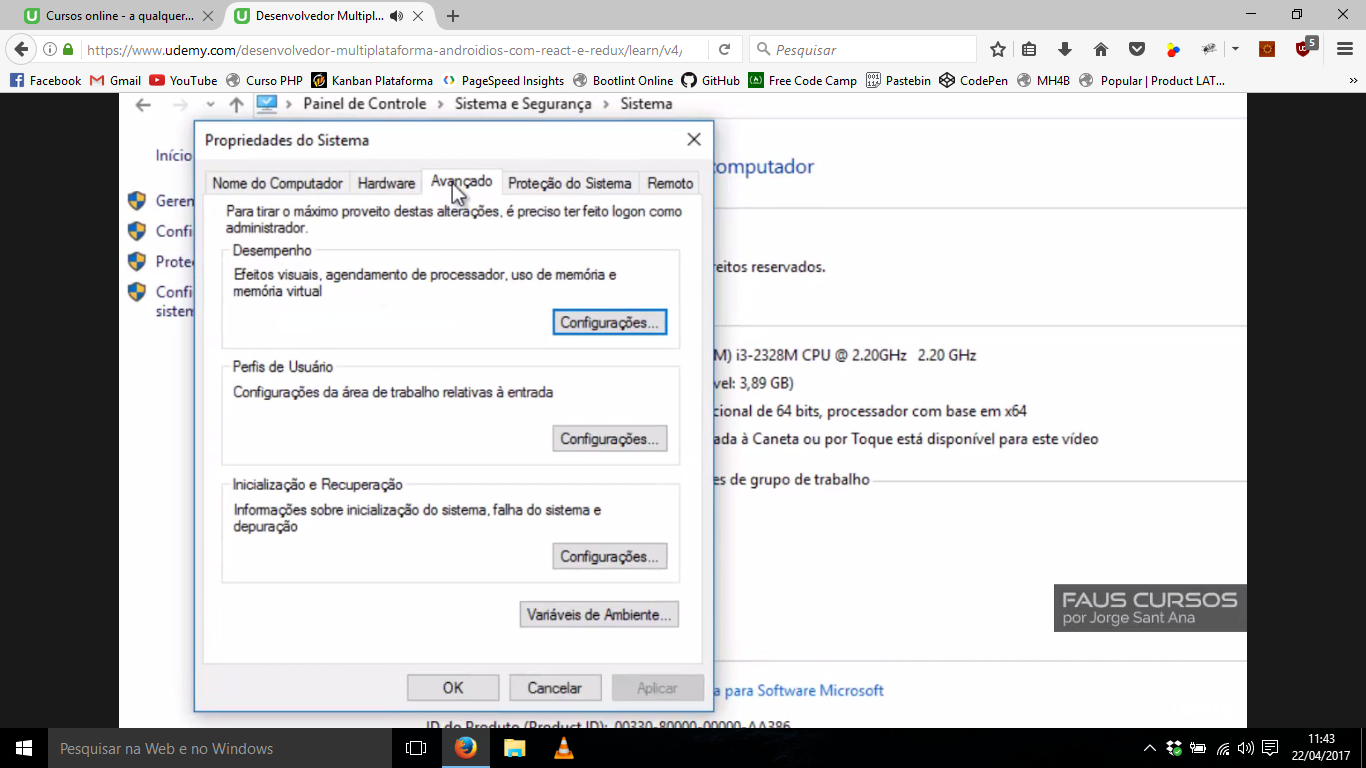 Cursos online - a qualquer...
Desenvolvedor Multipl...
https://www.udemy.com/desenvolvedor-multiplataforma-androidios-com-react-e-redux/learn/v4/
Pesquisar
5
Facebook Gmail YouTube Curso PHP Kanban Plataforma PageSpeed Insights Bootlint Online GitHub Free Code Camp Pastebin CodePen MH4B Popular | Product LAT...
Painel de Controle > Sistema e Segurança > Sistema
Propriedades do Sistema
Nome do Computador Hardware Avançado Proteção do Sistema Remoto
Para tirar o máximo proveito destas alterações, é preciso ter feito logon como
administrador.
Desempenho
Efeitos visuais, agendamento de processador, uso de memória e
memória virtual
Configurações...
Perfis de Usuário
Configurações da área de trabalho relativas à entrada
Configurações...
Inicialização e Recuperação
Informações sobre inicialização do sistema, falha do sistema e
depuração
Configurações...
Variáveis de Ambiente...
OK Cancelar Aplicar
Início
Geren
Confi
Prote
Confi
sisten
computador
reitos reservados.
M) i3-2328M CPU @ 2.20GHz 2.20 GHz
vel: 3,89 GB)
cional de 64 bits, processador com base em x64
ada à Caneta ou por Toque está disponível para este vídeo
es de grupo de trabalho
FAUS CURSOS
por Jorge Sant Ana
a para Software Microsoft
ID do Produto (Product ID): 00330-80000-00000-AA386
Pesquisar na Web e no Windows
11:43
22/04/2017